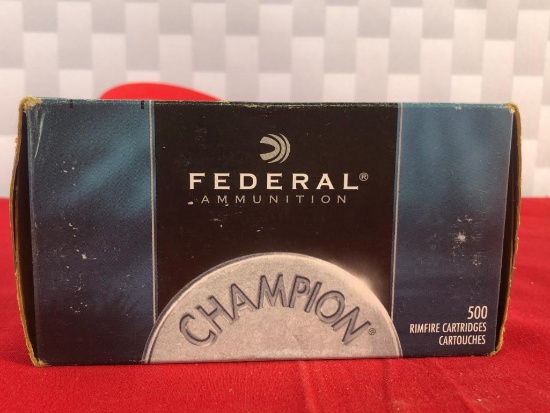 FEDERAL®
AMMUNITION
CHAMPION®
500
RIMFIRE CARTRIDGES
CARTOUCHES